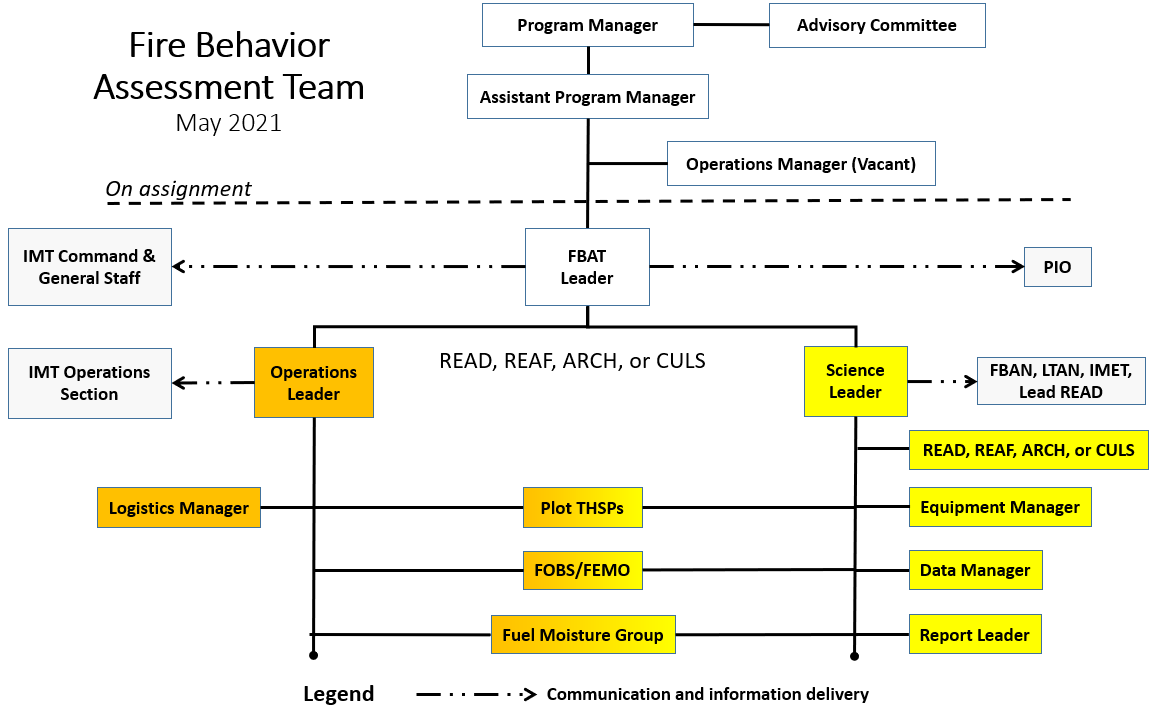 Fire Behavior
Assessment Team
May 2021
Program Manager
Advisory Committee
Assistant Program Manager
Operations Manager (Vacant)
On assignment
IMT Command &
General Staff
FBAT
Leader
PIO
READ, REAF, ARCH, or CULS
IMT Operations
Section
Operations
Leader
Science
Leader
FBAN, LTAN, IMET,
Lead READ
READ, REAF, ARCH, or CULS
Logistics Manager
Plot THSPs
Equipment Manager
FOBS/FEMO
Data Manager
Fuel Moisture Group
Report Leader
Legend
Communication and information delivery